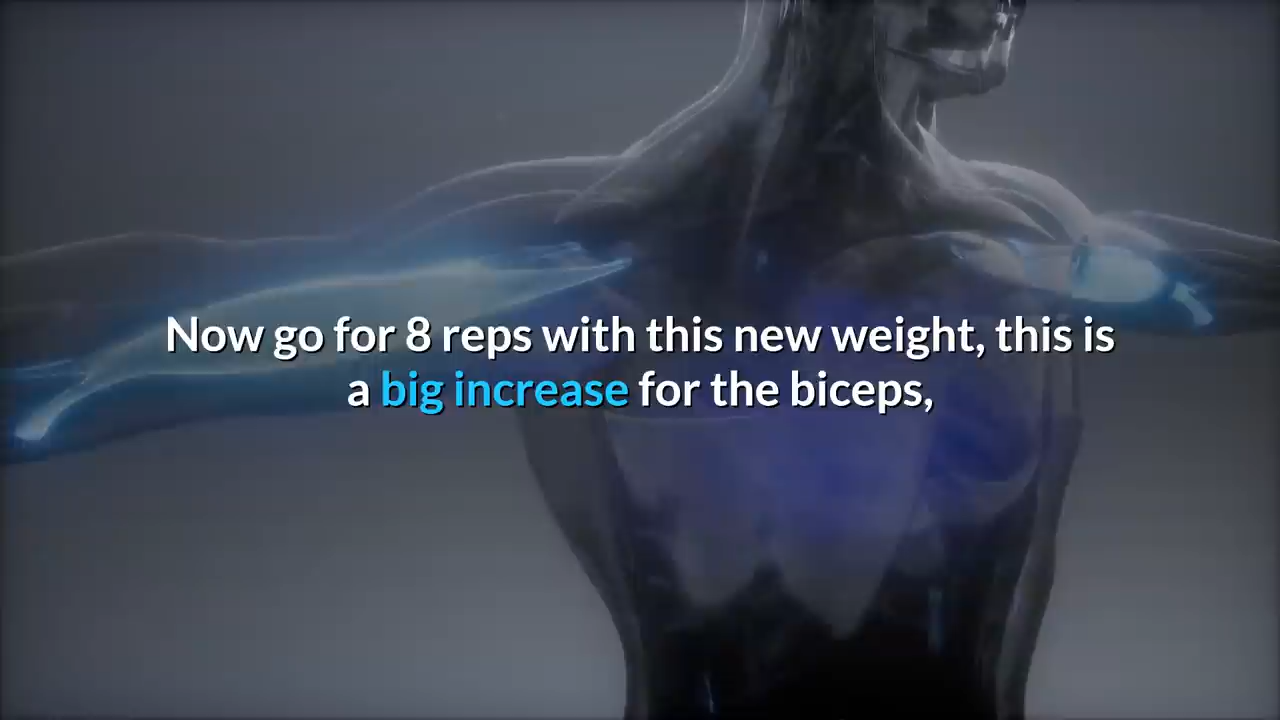 Now go for 8 reps with this new weight, this is
a big increase for the biceps,